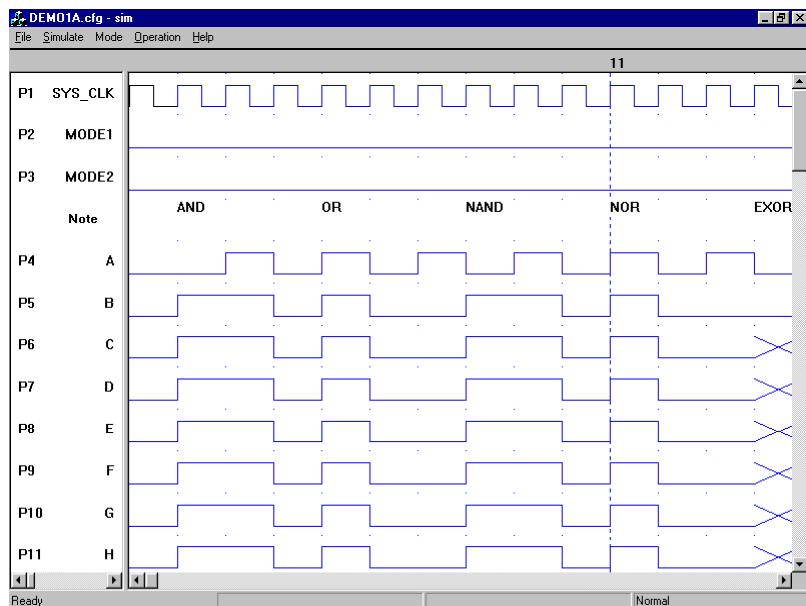 DEMO1A.cfg - sim
File Simulate Mode Operation Help
11
P1 SYS_CLK
P2 MODE1
P3 MODE2
Note AND OR NAND NOR EXOR
P4 A
P5 B
P6 C
P7 D
P8 E
P9 F
P10 G
P11 H
Ready Normal